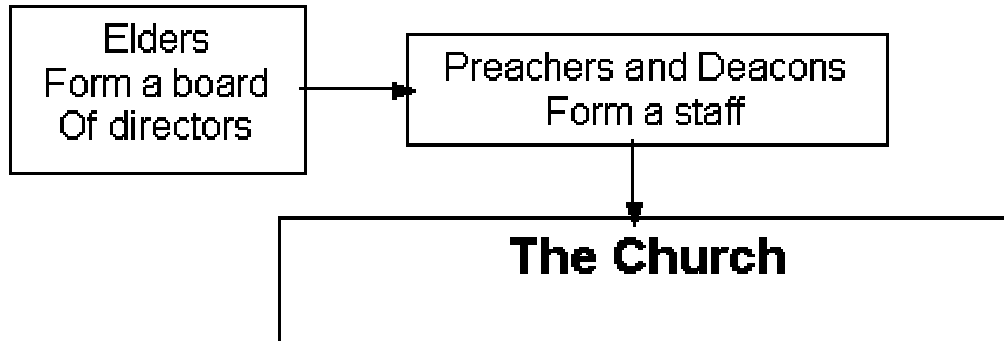 Elders
Form a board
Of directors
Preachers and Deacons
Form a staff
The Church